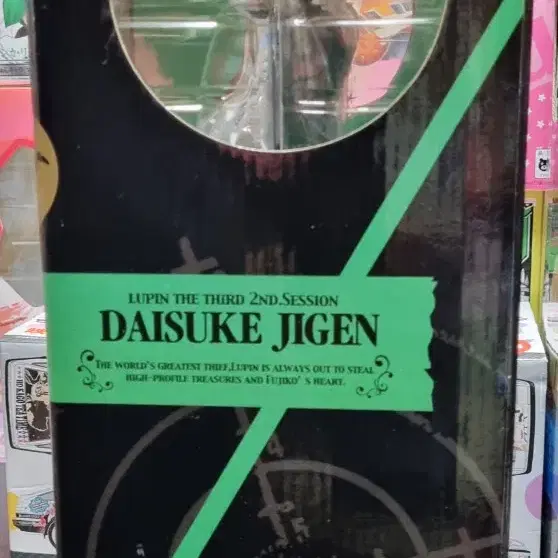 LUPIN THE THIRD 2ND.SESSION
DAISUKE JIGEN
THE WORLD'S GREATEST THIEF,LUPIN IS ALWAYS OUT TO STEAL
HIGH-PROFILE TREASURES AND FUJIKO'S HEART.